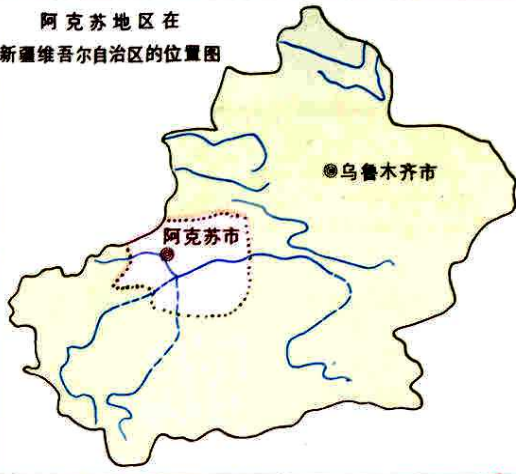 阿克苏地区在
新疆维吾尔自治区的位置图
乌鲁木齐市
阿克苏市